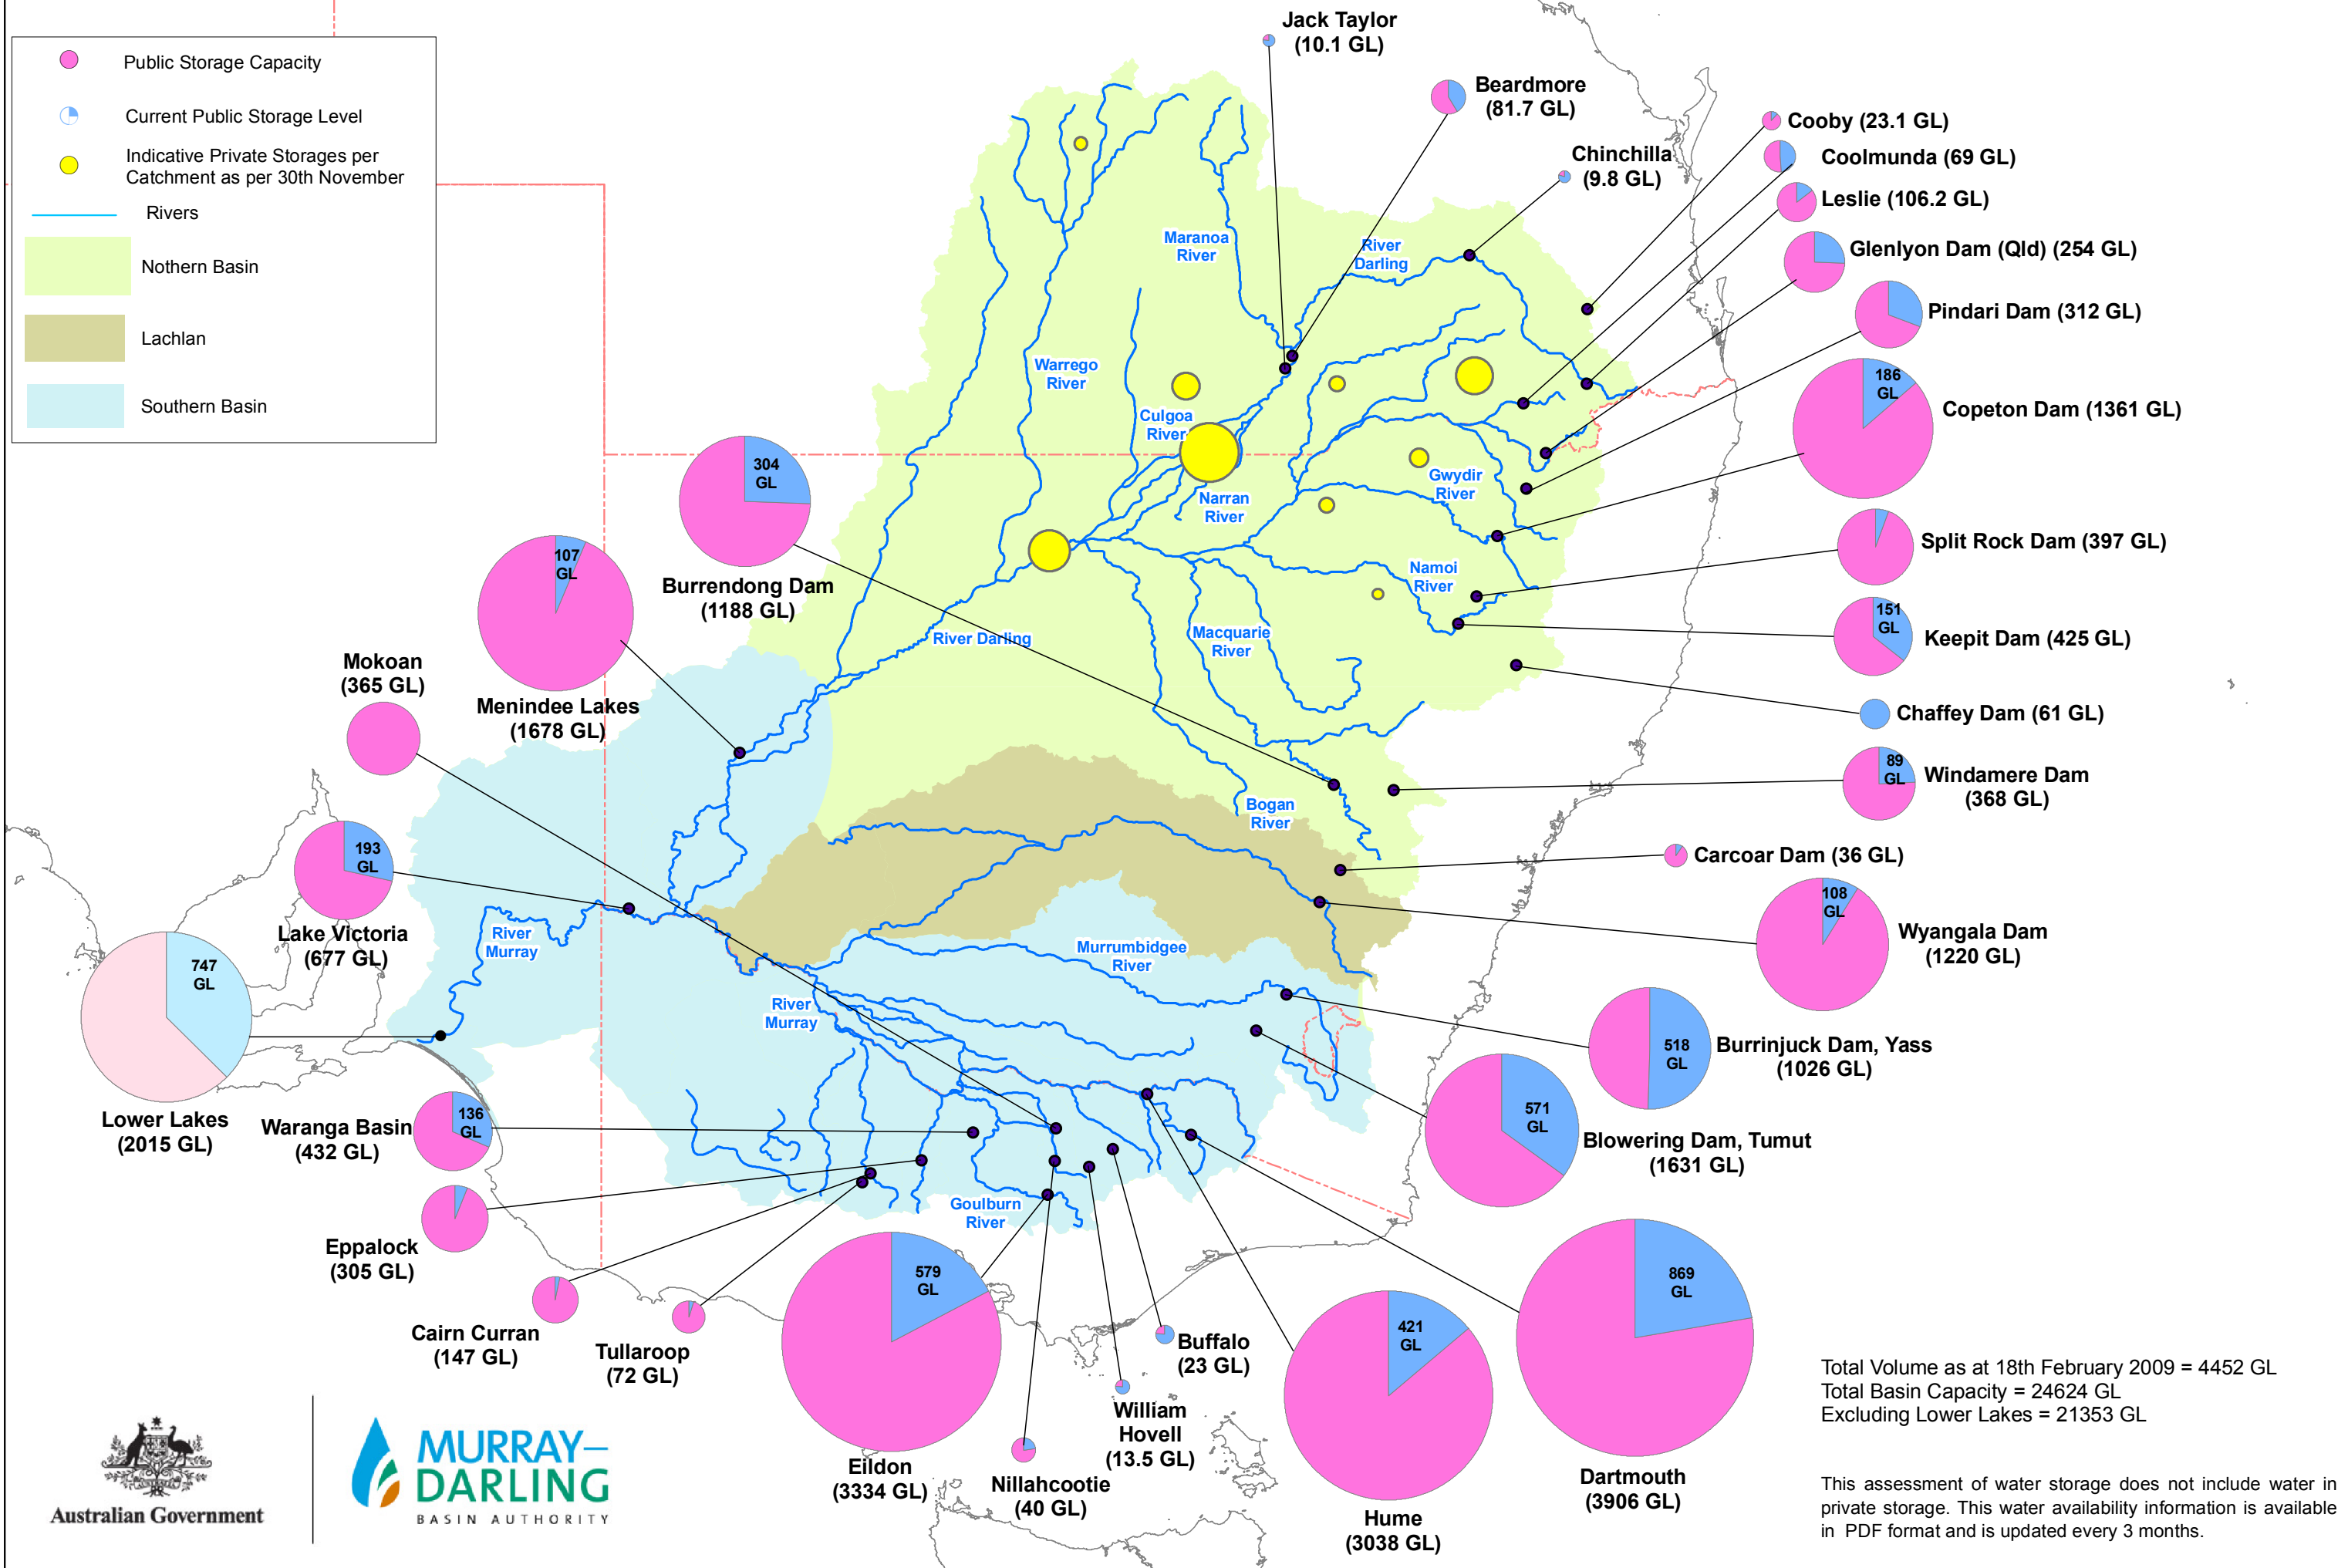 Public Storage Capacity
Current Public Storage Level
Indicative Private Storages per
Catchment as per 30th November
Rivers
Nothern Basin
Lachlan
Southern Basin
Jack Taylor
(10.1 GL)
Beardmore
(81.7 GL)
Chinchilla
(9.8 GL)
Cooby (23.1 GL)
Coolmunda (69 GL)
Leslie (106.2 GL)
Glenlyon Dam (Qld) (254 GL)
Pindari Dam (312 GL)
186
GL
Copeton Dam (1361 GL)
Split Rock Dam (397 GL)
151
GL
Keepit Dam (425 GL)
Chaffey Dam (61 GL)
89
GL
Windamere Dam
(368 GL)
Carcoar Dam (36 GL)
108
GL
Wyangala Dam
(1220 GL)
518
GL
Burrinjuck Dam, Yass
(1026 GL)
571
GL
Blowering Dam, Tumut
(1631 GL)
869
GL
Dartmouth
(3906 GL)
421
GL
Hume
(3038 GL)
Buffalo
(23 GL)
William
Hovell
(13.5 GL)
Nillahcootie
(40 GL)
579
GL
Eildon
(3334 GL)
Tullaroop
(72 GL)
Cairn Curran
(147 GL)
Eppalock
(305 GL)
136
GL
Waranga Basin
(432 GL)
747
GL
Lower Lakes
(2015 GL)
193
GL
Lake Victoria
(677 GL)
Mokoan
(365 GL)
107
GL
Menindee Lakes
(1678 GL)
304
GL
Burrendong Dam
(1188 GL)
Maranoa
River
River
Darling
Warrego
River
Culgoa
River
Narran
River
Gwydir
River
Namoi
River
River Darling
Macquarie
River
Bogan
River
Murrumbidgee
River
River
Murray
River
Murray
Goulburn
River
Australian Government
MURRAY–
DARLING
BASIN AUTHORITY
Total Volume as at 18th February 2009 = 4452 GL
Total Basin Capacity = 24624 GL
Excluding Lower Lakes = 21353 GL
This assessment of water storage does not include water in
private storage. This water availability information is available
in PDF format and is updated every 3 months.